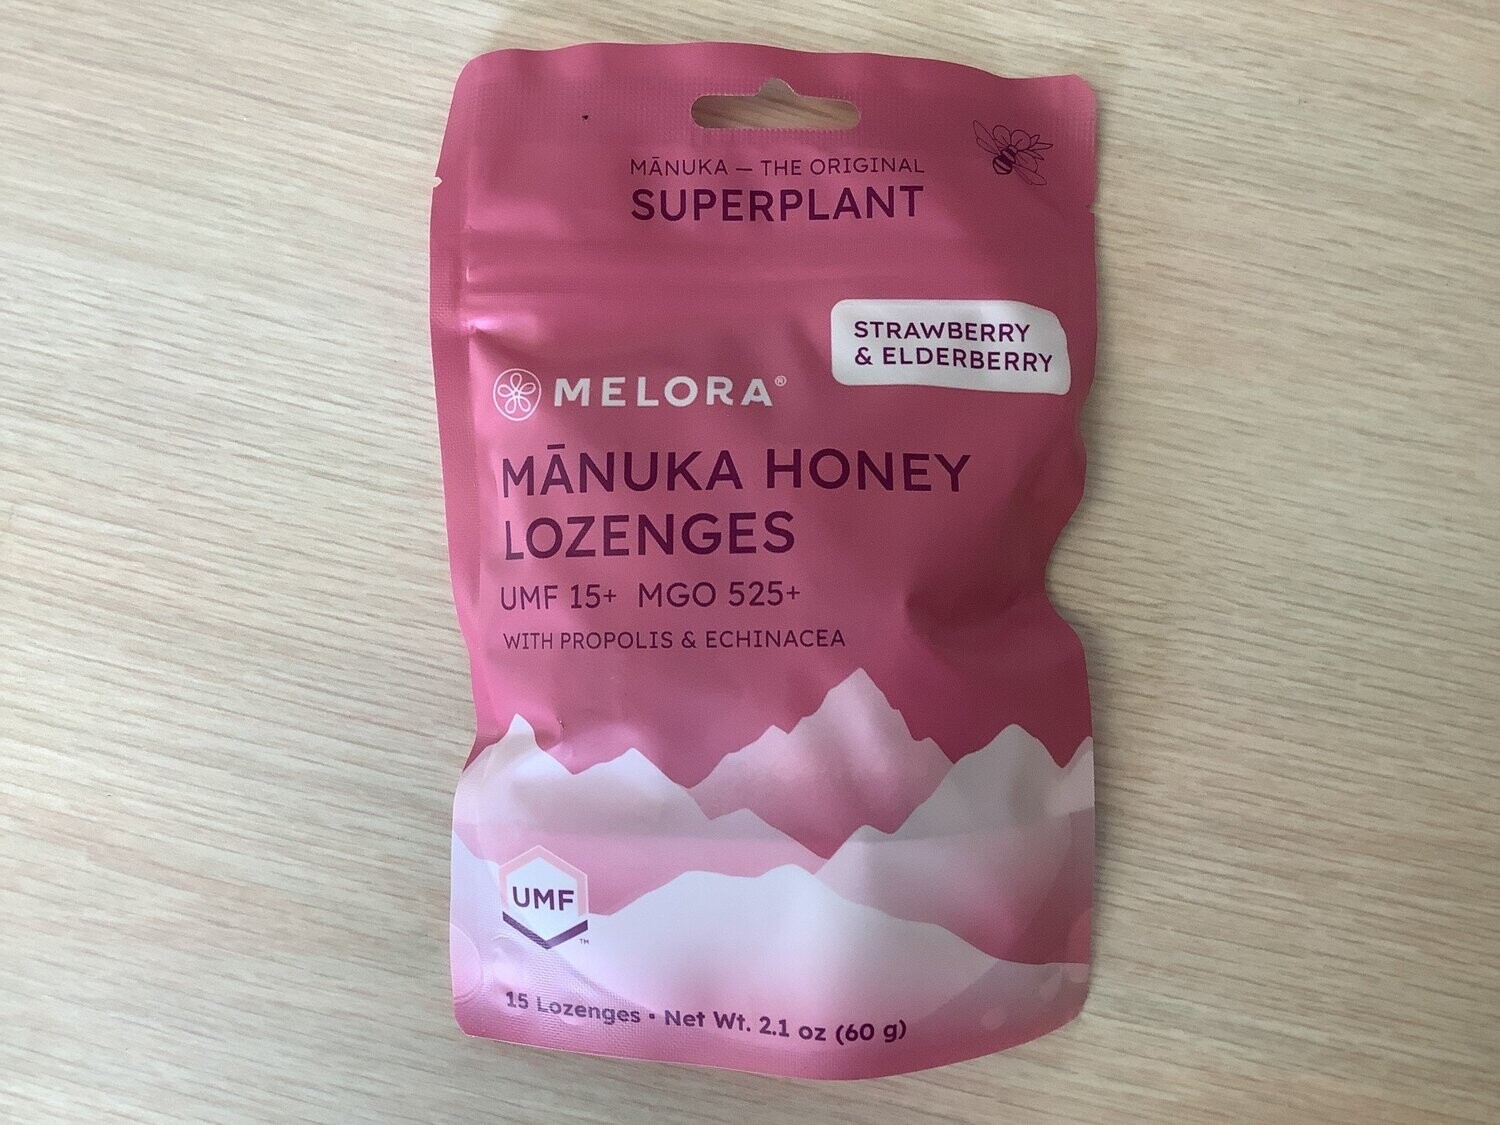 MĀNUKA — THE ORIGINAL
SUPERPLANT
STRAWBERRY
& ELDERBERRY
MELORA®
MĀNUKA HONEY
LOZENGES
UMF 15+ MGO 525+
WITH PROPOLIS & ECHINACEA
UMF™
15 Lozenges • Net Wt. 2.1 oz (60 g)